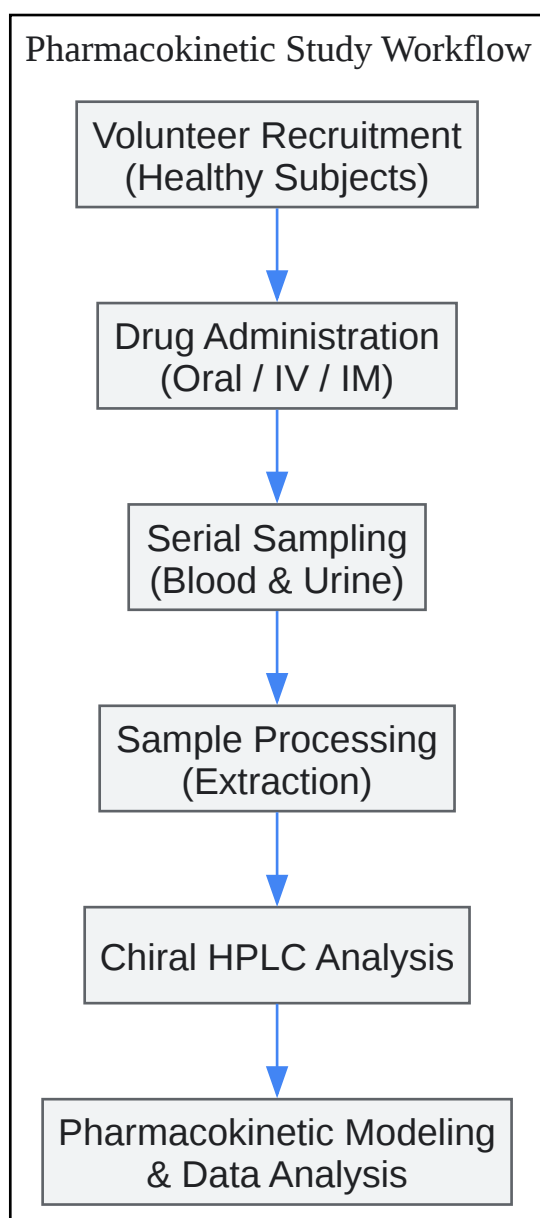 Pharmacokinetic Study Workflow
Volunteer Recruitment
(Healthy Subjects)
Drug Administration
(Oral / IV / IM)
Serial Sampling
(Blood & Urine)
Sample Processing
(Extraction)
Chiral HPLC Analysis
Pharmacokinetic Modeling
& Data Analysis